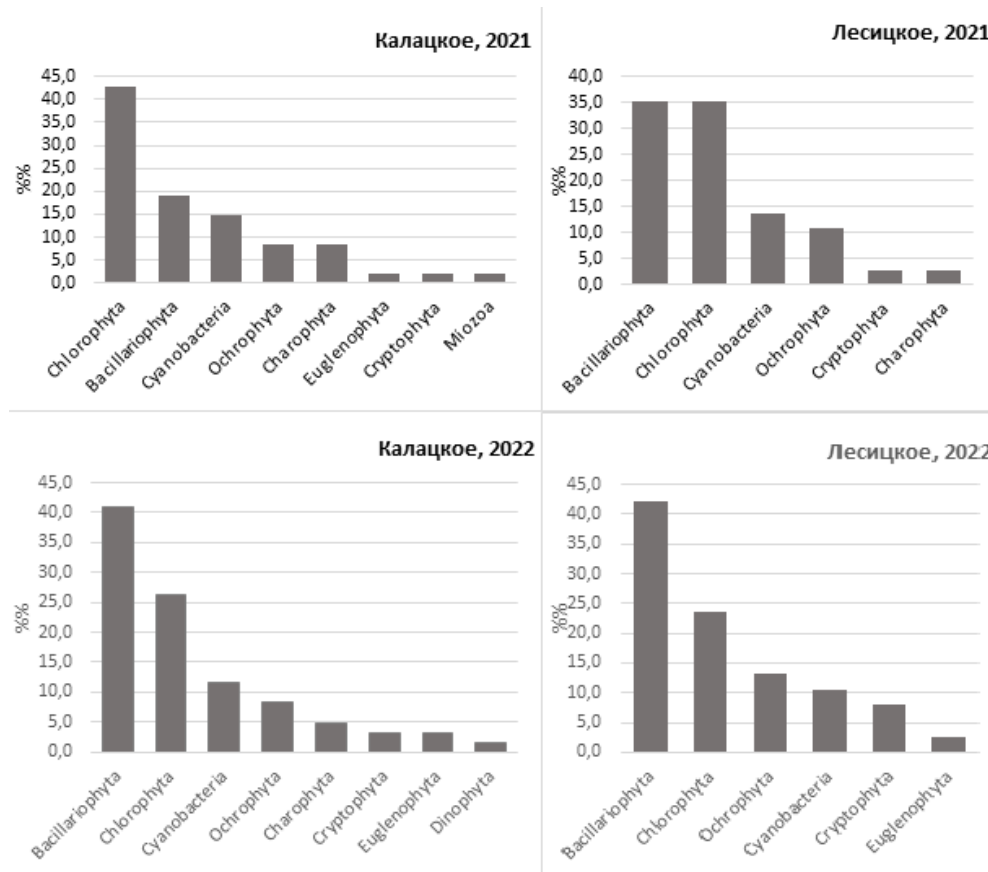 Калацкое, 2021
45,0
40,0
35,0
30,0
25,0
20,0
15,0
10,0
5,0
0,0
%%
Chlorophyta
Bacillariophyta
Cyanobacteria
Ochrophyta
Charophyta
Euglenophyta
Cryptophyta
Miozoa
Лесицкое, 2021
40,0
35,0
30,0
25,0
20,0
15,0
10,0
5,0
0,0
%%
Bacillariophyta
Chlorophyta
Cyanobacteria
Ochrophyta
Cryptophyta
Charophyta
Калацкое, 2022
45,0
40,0
35,0
30,0
25,0
20,0
15,0
10,0
5,0
0,0
%%
Bacillariophyta
Chlorophyta
Cyanobacteria
Ochrophyta
Charophyta
Cryptophyta
Euglenophyta
Dinophyta
Лесицкое, 2022
45,0
40,0
35,0
30,0
25,0
20,0
15,0
10,0
5,0
0,0
%%
Bacillariophyta
Chlorophyta
Ochrophyta
Cyanobacteria
Cryptophyta
Euglenophyta